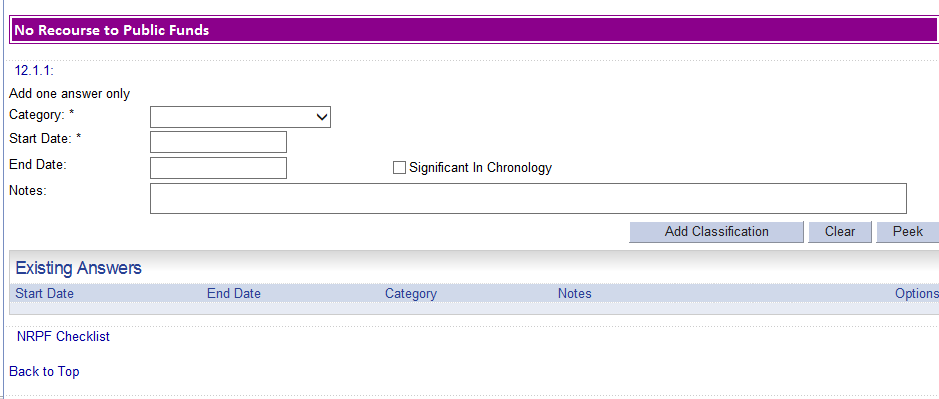 No Recourse to Public Funds
12.1.1:
Add one answer only
Category: *
Start Date: *
End Date:
Significant In Chronology
Notes:
Add Classification Clear Peek
Existing Answers
Start Date End Date Category Notes Options
NRPF Checklist
Back to Top